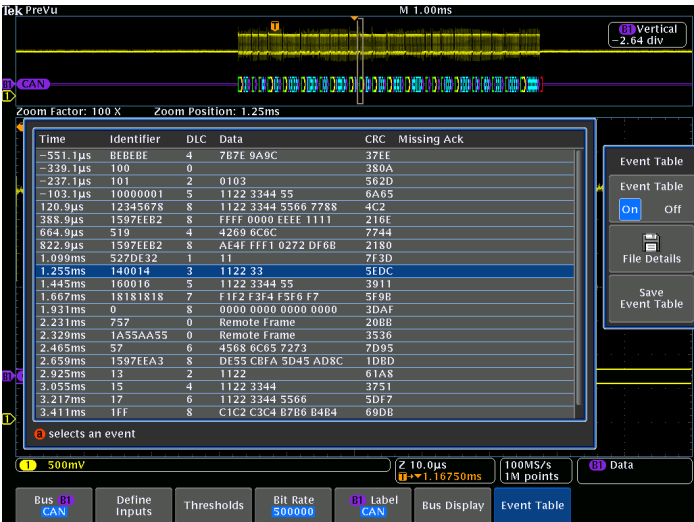 Tek PreVu M 1.00ms
T
B1 Vertical
-2.64 div
B1 CAN
1
Zoom Factor: 100 X Zoom Position: 1.25ms
Time Identifier DLC Data CRC Missing Ack
-551.1µs BEBEBE 4 7B7E 9A9C 37EE
-339.1µs 100 0 380A
-237.1µs 101 2 0103 562D
-103.1µs 10000001 5 1122 3344 55 6A65
120.9µs 12345678 8 1122 3344 5566 7788 4C2
388.9µs 1597EEB2 8 FFFF 0000 EEEE 1111 216E
664.9µs 519 4 4269 6C6C 7744
822.9µs 1597EEB2 8 AE4F FFF1 0272 DF6B 2180
1.099ms 527DE32 1 11 7F3D
1.255ms 140014 3 1122 33 5EDC
1.445ms 160016 5 1122 3344 55 3911
1.667ms 18181818 7 F1F2 F3F4 F5F6 F7 5F9B
1.931ms 0 8 0000 0000 0000 0000 3DAF
2.231ms 757 0 Remote Frame 20BB
2.329ms 1A55AA55 0 Remote Frame 3536
2.465ms 57 6 4568 6C65 7273 7D95
2.659ms 1597EEA3 8 DE55 CBFA 5D45 AD8C 1DBD
2.925ms 13 2 1122 61A8
3.055ms 15 4 1122 3344 3751
3.217ms 17 6 1122 3344 5566 5DF7
3.411ms 1FF 8 C1C2 C3C4 B7B6 B4B4 69DB
a selects an event
Event Table
Event Table
On Off
File Details
Save
Event Table
B1
1
1 500mV
Z 10.0µs
T→▼1.16750ms
100MS/s
1M points
B1 Data
Bus B1
CAN
Define
Inputs
Thresholds
Bit Rate
500000
B1 Label
CAN
Bus Display
Event Table